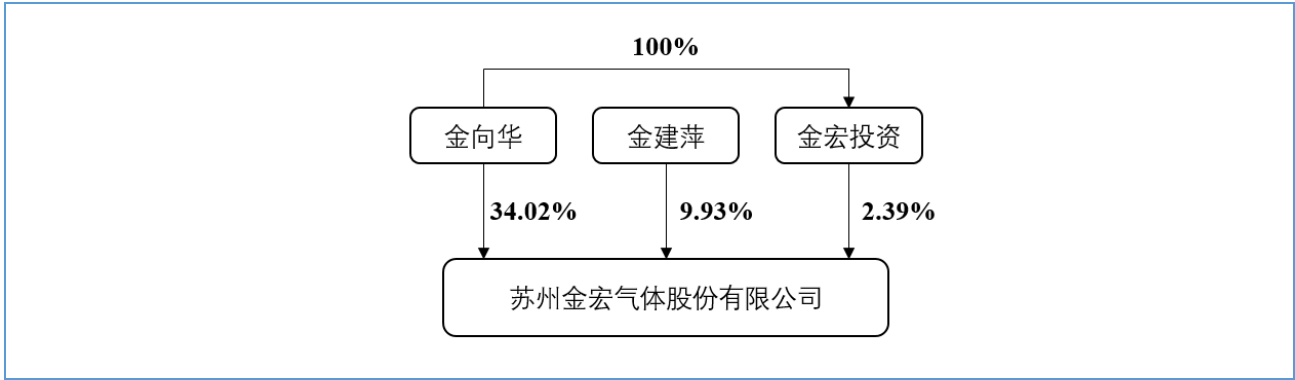 100%
金向华
金建萍
金宏投资
34.02%
9.93%
2.39%
苏州金宏气体股份有限公司